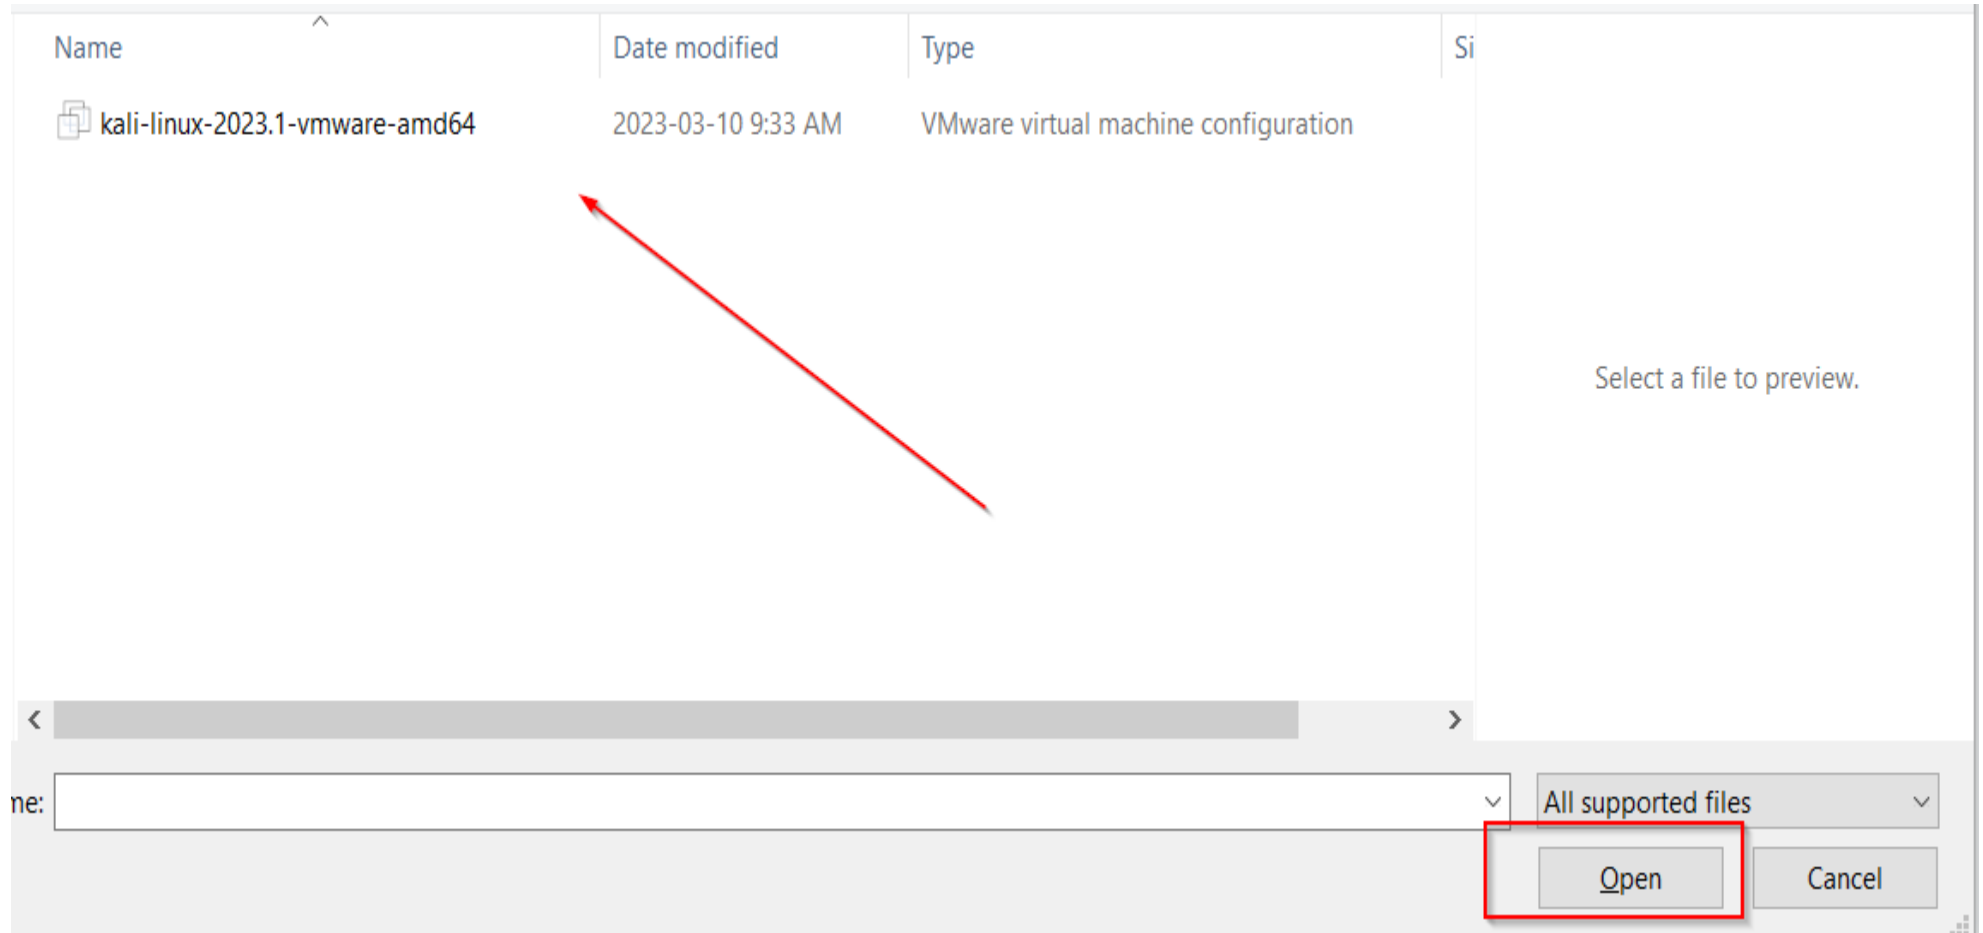 Name Date modified Type Si
kali-linux-2023.1-vmware-amd64 2023-03-10 9:33 AM VMware virtual machine configuration
Select a file to preview.
me: All supported files
Open Cancel